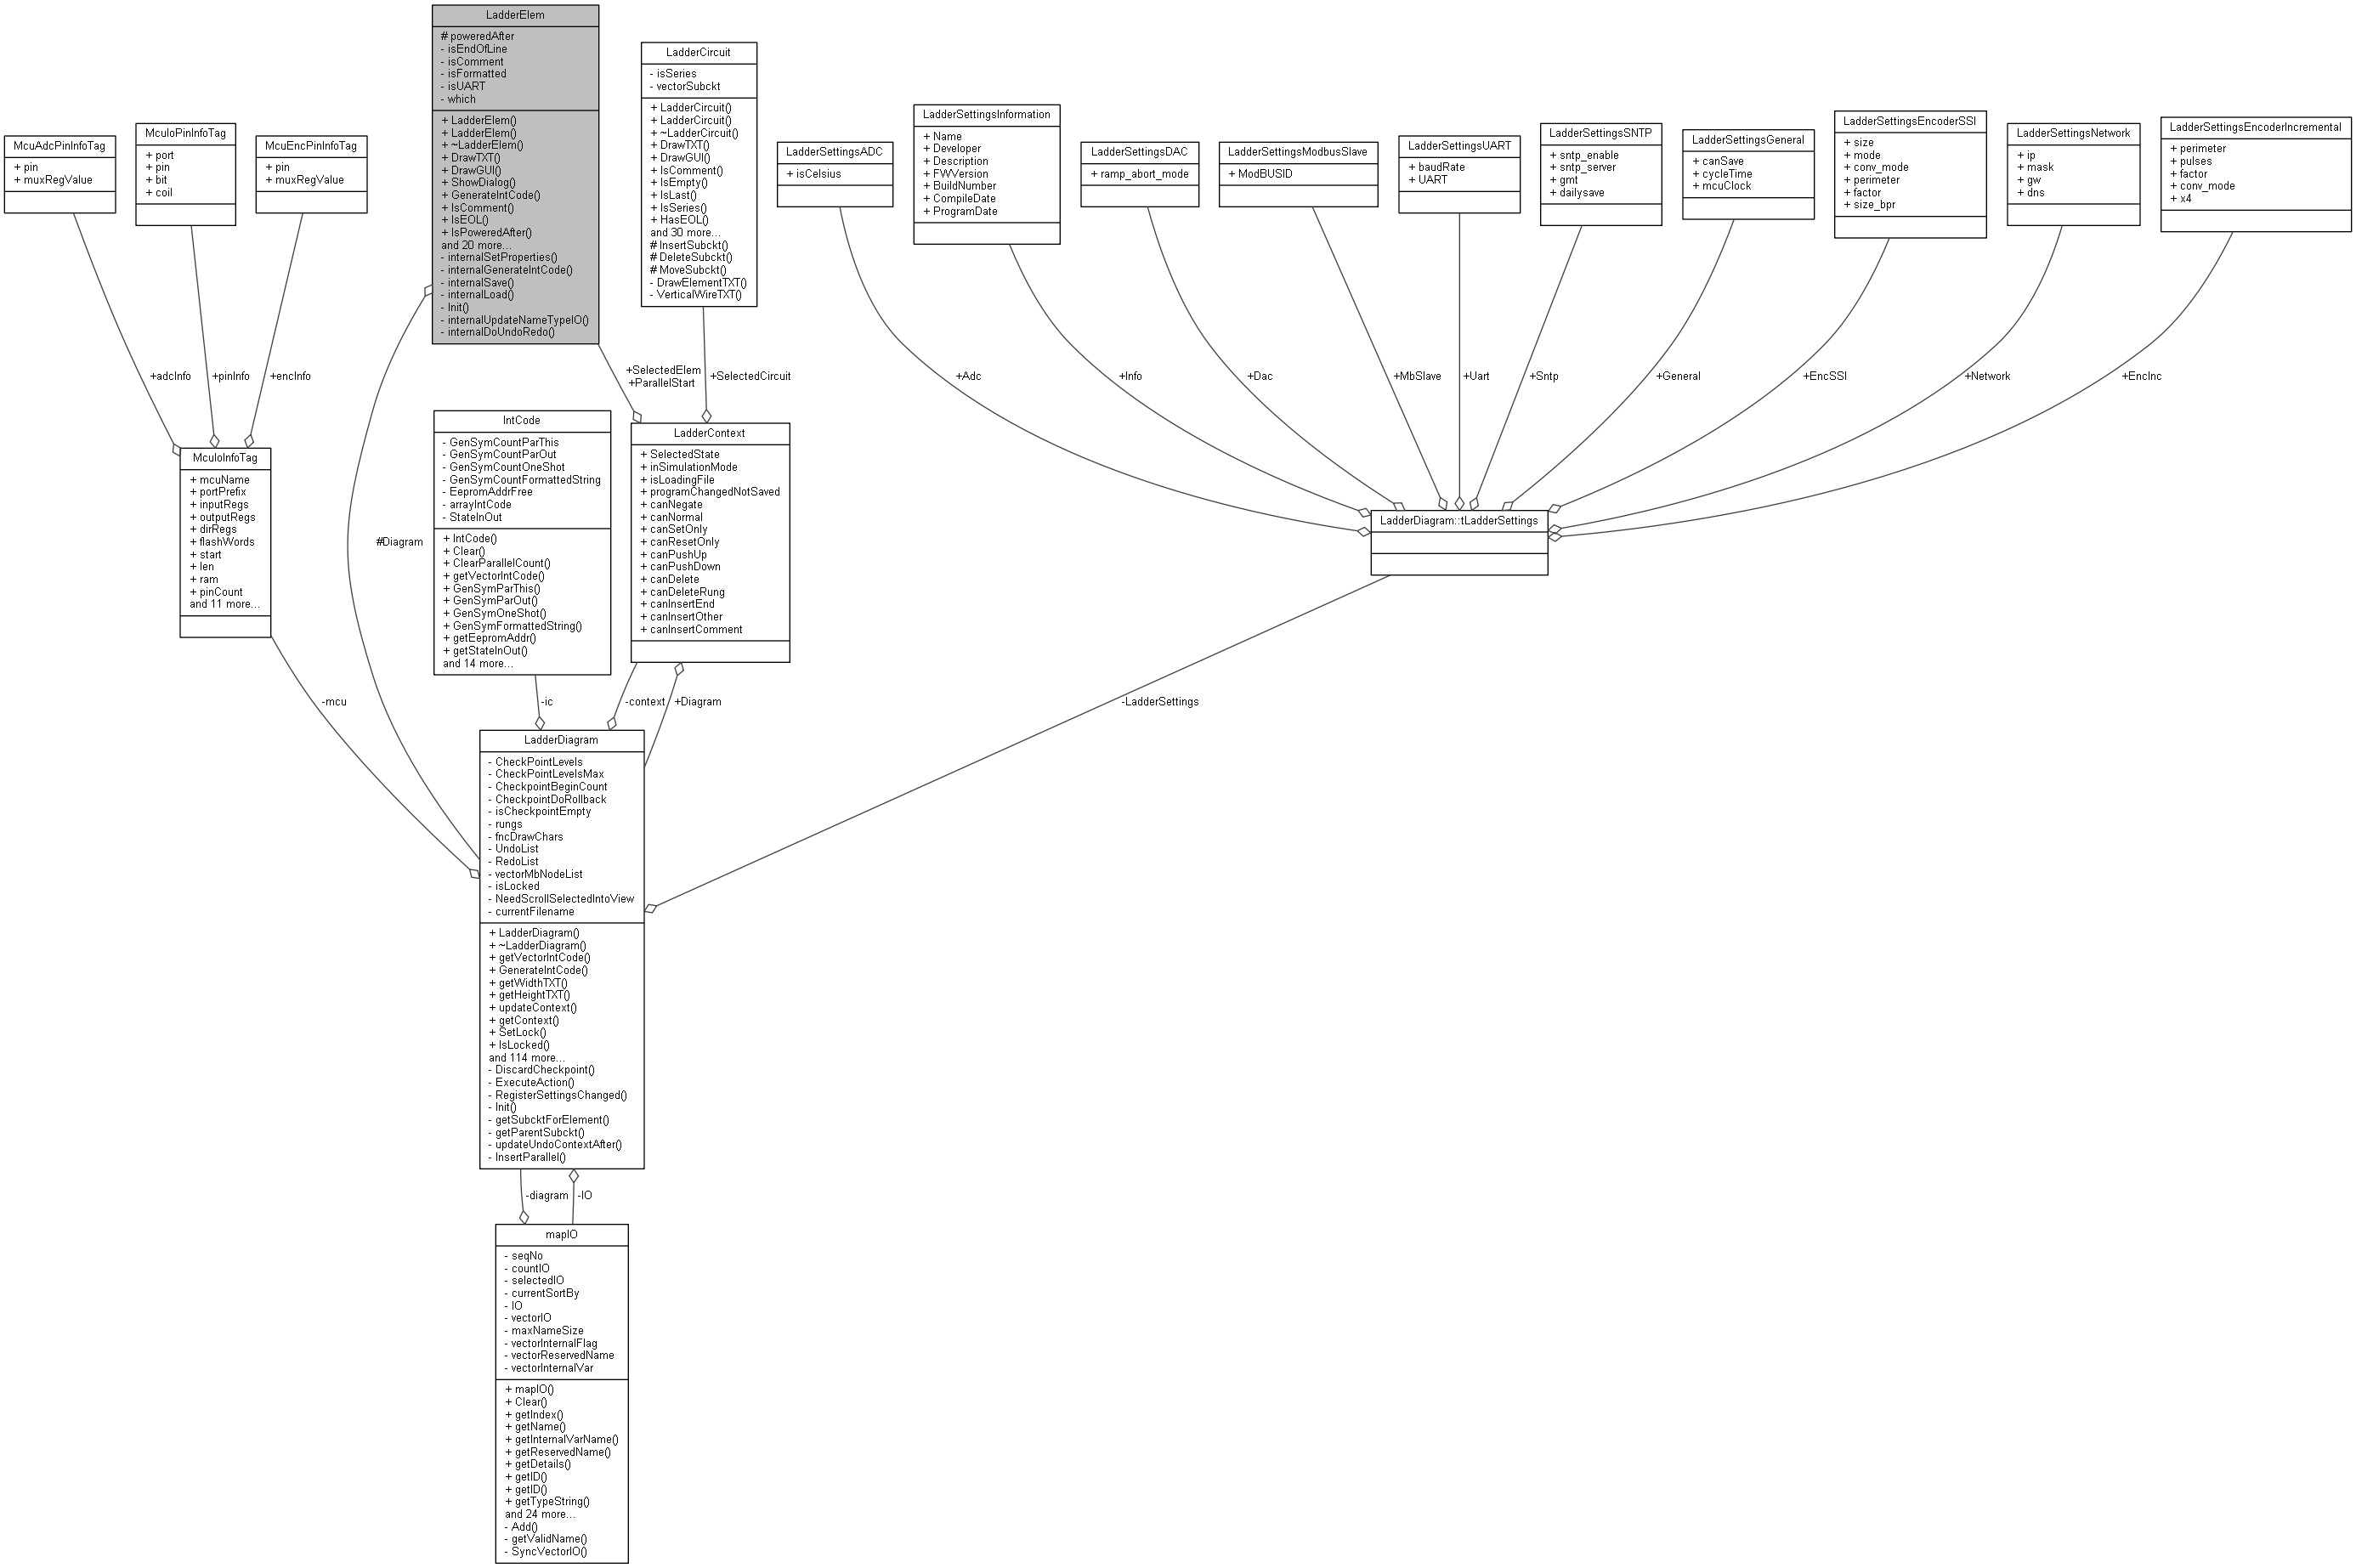 LadderElem
# poweredAfter
- isEndOfLine
- isComment
- isFormatted
- isUART
- which
+ LadderElem()
+ LadderElem()
+ ~LadderElem()
+ DrawTXT()
+ DrawGUI()
+ ShowDialog()
+ GenerateIntCode()
+ IsComment()
+ IsEOL()
+ IsPoweredAfter()
and 20 more...
- internalSetProperties()
- internalGenerateIntCode()
- internalSave()
- internalLoad()
- Init()
- internalUpdateNameTypeIO()
- internalDoUndoRedo()
LadderCircuit
- isSeries
- vectorSubckt
+ LadderCircuit()
+ LadderCircuit()
+ ~LadderCircuit()
+ DrawTXT()
+ DrawGUI()
+ IsComment()
+ IsEmpty()
+ IsLast()
+ IsSeries()
+ HasEOL()
and 30 more...
# InsertSubckt()
# DeleteSubckt()
# MoveSubckt()
- DrawElementTXT()
- VerticalWireTXT()
McuAdcPinInfoTag
+ pin
+ muxRegValue
McuIoPinInfoTag
+ port
+ pin
+ bit
+ coil
McuEncPinInfoTag
+ pin
+ muxRegValue
LadderSettingsADC
+ isCelsius
LadderSettingsInformation
+ Name
+ Developer
+ Description
+ FWVersion
+ BuildNumber
+ CompileDate
+ ProgramDate
LadderSettingsDAC
+ ramp_abort_mode
LadderSettingsModbusSlave
+ ModBUSID
LadderSettingsUART
+ baudRate
+ UART
LadderSettingsSNTP
+ sntp_enable
+ sntp_server
+ gmt
+ dailysave
LadderSettingsGeneral
+ canSave
+ cycleTime
+ mcuClock
LadderSettingsEncoderSSI
+ size
+ mode
+ conv_mode
+ perimeter
+ factor
+ size_bpr
LadderSettingsNetwork
+ ip
+ mask
+ gw
+ dns
LadderSettingsEncoderIncremental
+ perimeter
+ pulses
+ factor
+ conv_mode
+ x4
+adcInfo
+pinInfo
+encInfo
+SelectedElem
+ParallelStart
+SelectedCircuit
+Adc
+Info
+Dac
+MbSlave
+Uart
+Sntp
+General
+EncSSI
+Network
+EncInc
McuIoInfoTag
+ mcuName
+ portPrefix
+ inputRegs
+ outputRegs
+ dirRegs
+ flashWords
+ start
+ len
+ ram
+ pinCount
and 11 more...
#Diagram
IntCode
- GenSymCountParThis
- GenSymCountParOut
- GenSymCountOneShot
- GenSymCountFormattedString
- EepromAddrFree
- arrayIntCode
- StateInOut
+ IntCode()
+ Clear()
+ ClearParallelCount()
+ getVectorIntCode()
+ GenSymParThis()
+ GenSymParOut()
+ GenSymOneShot()
+ GenSymFormattedString()
+ getEepromAddr()
+ getStateInOut()
and 14 more...
LadderContext
+ SelectedState
+ inSimulationMode
+ isLoadingFile
+ programChangedNotSaved
+ canNegate
+ canNormal
+ canSetOnly
+ canResetOnly
+ canPushUp
+ canPushDown
+ canDelete
+ canDeleteRung
+ canInsertEnd
+ canInsertOther
+ canInsertComment
LadderDiagram::tLadderSettings
-mcu
-ic
-context
+Diagram
-LadderSettings
LadderDiagram
- CheckPointLevels
- CheckPointLevelsMax
- CheckpointBeginCount
- CheckpointDoRollback
- isCheckpointEmpty
- rungs
- fncDrawChars
- UndoList
- RedoList
- vectorMbNodeList
- isLocked
- NeedScrollSelectedIntoView
- currentFilename
+ LadderDiagram()
+ ~LadderDiagram()
+ getVectorIntCode()
+ GenerateIntCode()
+ getWidthTXT()
+ getHeightTXT()
+ updateContext()
+ getContext()
+ SetLock()
+ IsLocked()
and 114 more...
- DiscardCheckpoint()
- ExecuteAction()
- RegisterSettingsChanged()
- Init()
- getSubcktForElement()
- getParentSubckt()
- updateUndoContextAfter()
- InsertParallel()
-diagram
-IO
mapIO
- seqNo
- countIO
- selectedIO
- currentSortBy
- IO
- vectorIO
- maxNameSize
- vectorInternalFlag
- vectorReservedName
- vectorInternalVar
+ mapIO()
+ Clear()
+ getIndex()
+ getName()
+ getInternalVarName()
+ getReservedName()
+ getDetails()
+ getID()
+ getID()
+ getTypeString()
and 24 more...
- Add()
- getValidName()
- SyncVectorIO()